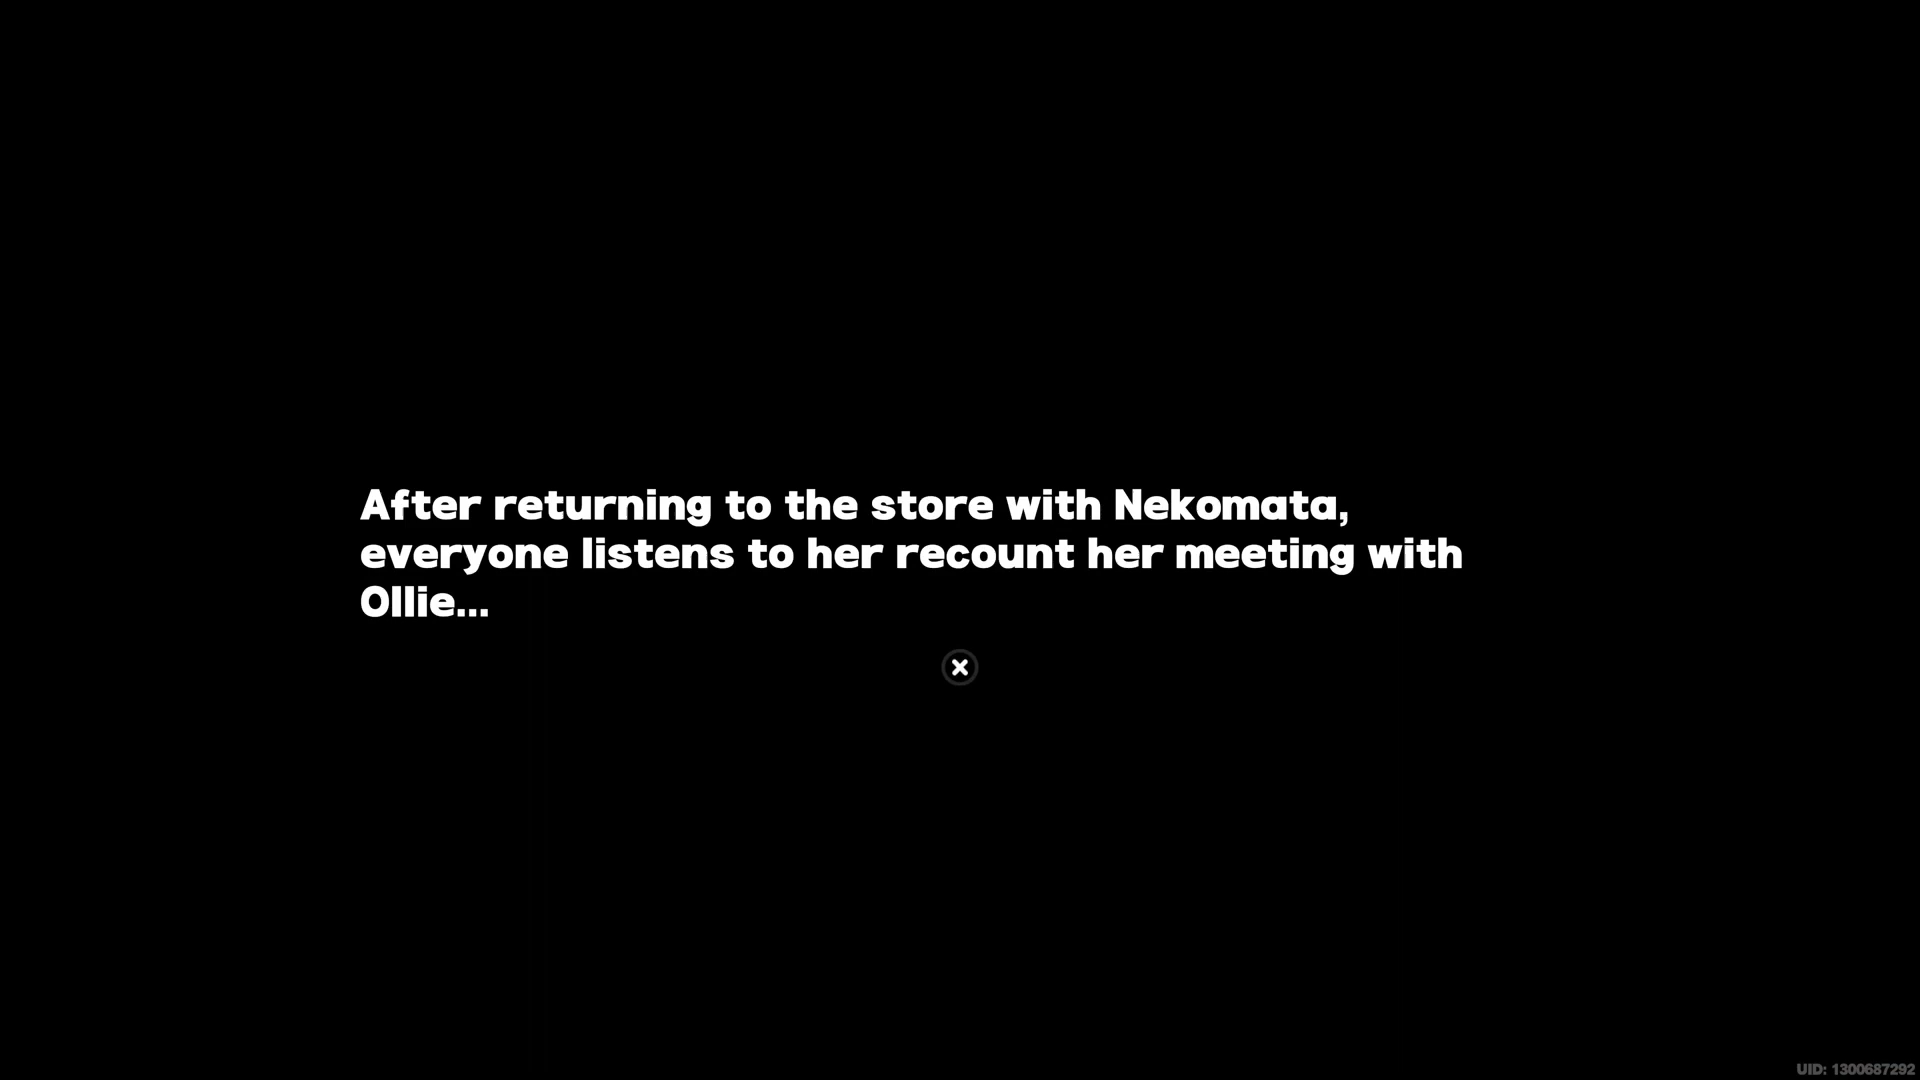 After returning to the store with Nekomata,
everyone listens to her recount her meeting with
Ollie...
UID: 1300687292